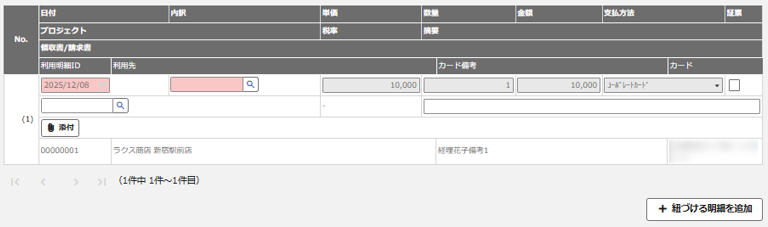 No. 日付 内訳 単価 数量 金額 支払方法 証票
プロジェクト 税率 摘要
領収書/請求書
利用明細ID 利用先 カード備考 カード
(1) 2025/12/08 10,000 1 10,000 ｺｰﾎﾟﾚｰﾄｶｰﾄﾞ
-
添付
00000001 ラクス商店 新宿駅前店 経理花子備考1
(1件中 1件～1件目)
+ 紐づける明細を追加